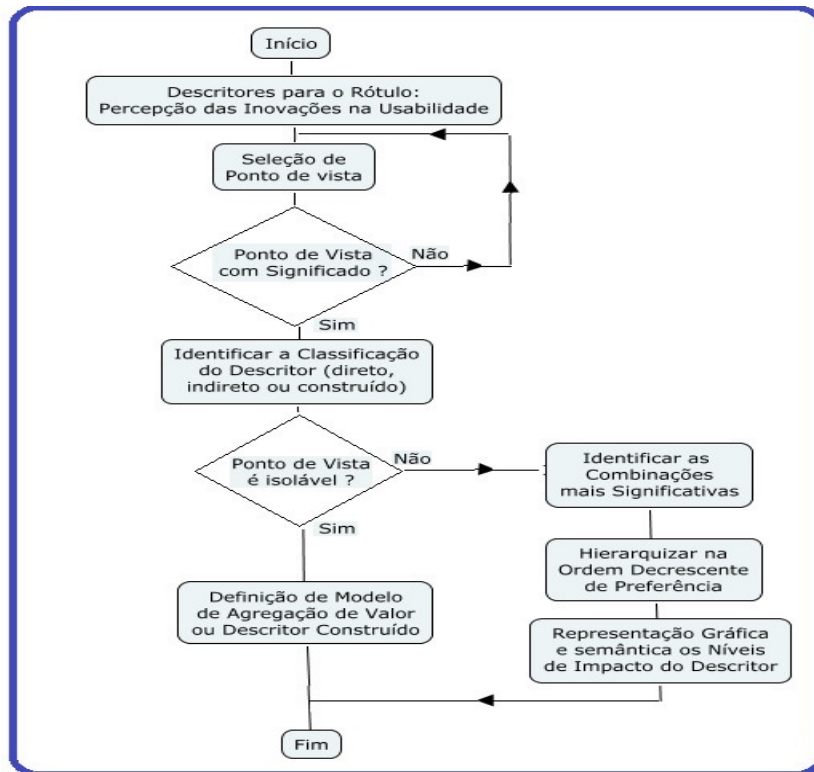 Início
Descritores para o Rótulo:
Percepção das Inovações na Usabilidade
Seleção de
Ponto de vista
Ponto de Vista
com Significado ?
Não
Sim
Identificar a Classificação
do Descritor (direto,
indireto ou construído)
Ponto de Vista
é isolável ?
Não
Identificar as
Combinações
mais Significativas
Sim
Hierarquizar na
Ordem Decrescente
de Preferência
Definição de Modelo
de Agregação de Valor
ou Descritor Construído
Representação Gráfica
e semântica os Níveis
de Impacto do Descritor
Fim